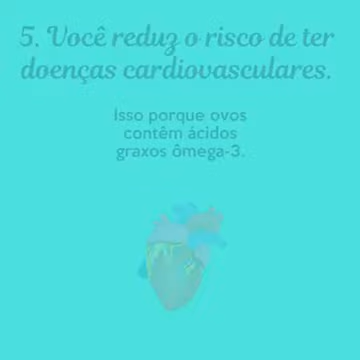 5. Você reduz o risco de ter
doenças cardiovasculares.
Isso porque ovos
contêm ácidos
graxos ômega-3.